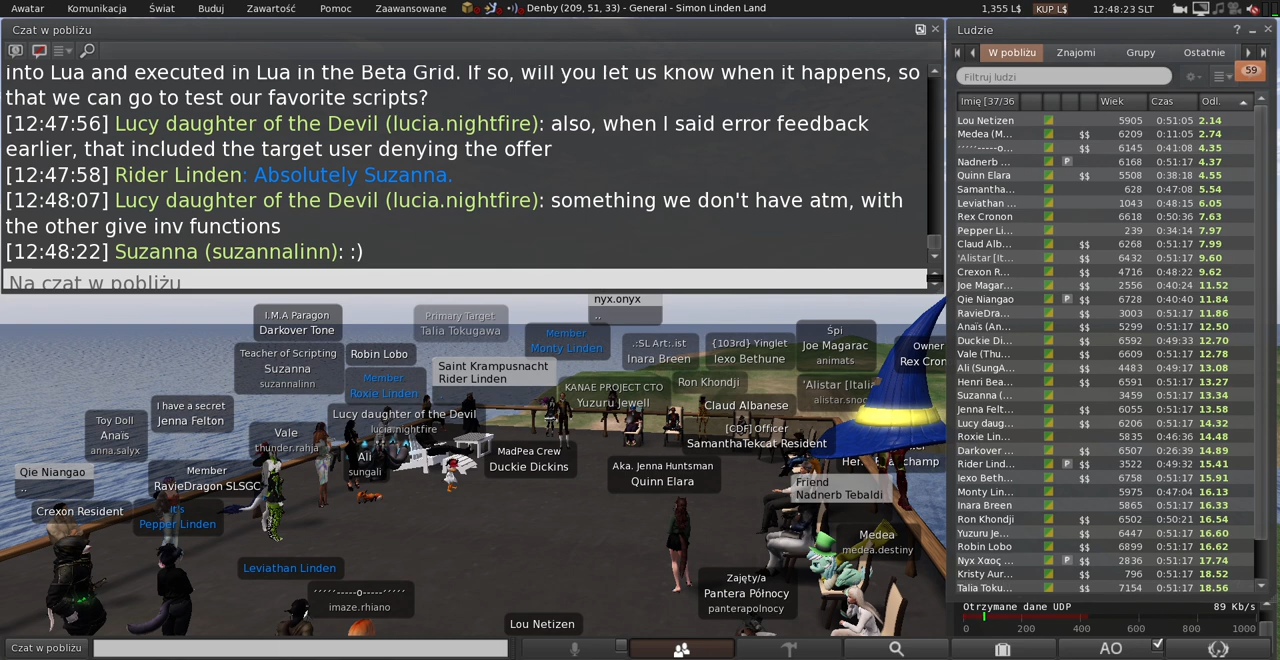 Awatar Komunikacja Świat Buduj Zawartość Pomoc Zaawansowane Denby (209, 51, 33) - General - Simon Linden Land 1,355 L$ KUP L$ 12:48:23 SLT
Czat w pobliżu
into Lua and executed in Lua in the Beta Grid. If so, will you let us know when it happens, so
that we can go to test our favorite scripts?
[12:47:56] Lucy daughter of the Devil (lucia.nightfire): also, when I said error feedback
earlier, that included the target user denying the offer
[12:47:58] Rider Linden: Absolutely Suzanna.
[12:48:07] Lucy daughter of the Devil (lucia.nightfire): something we don't have atm, with
the other give inv functions
[12:48:22] Suzanna (suzannalinn): :)
Na czat w pobliżu
nyx.onyx
..
I.M.A Paragon
Darkover Tone
Primary Target
Talia Tokugawa
Member
Monty Linden
.:SL Art:.ist
Inara Breen
{103rd} Yinglet
Iexo Bethune
Śpi
Joe Magarac
animats
Owner
Rex Cron
Teacher of Scripting
Suzanna
suzannalinn
Robin Lobo
Member
Roxie Linden
Saint Krampusnacht
Rider Linden
KANAE PROJECT CTO
Yuzuru Jewell
Ron Khondji
'Alistar [Italia
alistar.snoc
Claud Albanese
I have a secret
Jenna Felton
Lucy daughter of the Devil
lucia.nightfire
Toy Doll
Anaïs
anna.salyx
Vale
thunder.rahja
Ali
sungali
MadPea Crew
Duckie Dickins
[CDF] Officer
SamanthaTekcat Resident
champ
Aka. Jenna Huntsman
Quinn Elara
Qie Niangao
..
Member
RavieDragon SLSGC
Friend
Nadnerb Tebaldi
Crexon Resident
It's
Pepper Linden
Medea
medea.destiny
Leviathan Linden
'''''-----o-----'''''
imaze.rhiano
Zajęty/a
Pantera Północy
panterapolnocy
Lou Netizen
Czat w pobliżu
Ludzie
W pobliżu Znajomi Grupy Ostatnie
Filtruj ludzi
59
Imię [37/36 Wiek Czas Odl.
Lou Netizen 5905 0:51:05 2.14
Medea (M... $$ 6209 0:11:05 2.74
'''''-----o... $$ 6145 0:41:08 4.35
Nadnerb ... P 6168 0:51:17 4.37
Quinn Elara $$ 5508 0:38:18 4.55
Samantha... 628 0:47:08 5.54
Leviathan ... 1043 0:48:15 6.05
Rex Cronon 6618 0:50:36 7.63
Pepper Li... 239 0:34:14 7.97
Claud Alb... $$ 6268 0:51:17 7.99
'Alistar [It... $$ 6432 0:51:17 9.60
Crexon R... $$ 4716 0:48:22 9.62
Joe Magar... $$ 2556 0:40:24 11.52
Qie Niangao P $$ 6728 0:40:40 11.84
RavieDra... $$ 3003 0:51:17 11.86
Anaïs (An... $$ 5299 0:51:17 12.50
Duckie Di... $$ 6592 0:49:33 12.70
Vale (Thu... $$ 6609 0:51:17 12.78
Ali (SungA... $$ 4483 0:49:17 13.08
Henri Bea... $$ 6591 0:51:17 13.27
Suzanna (... $$ 3459 0:51:17 13.34
Jenna Felt... $$ 6055 0:51:17 13.58
Lucy daug... $$ 6206 0:51:17 14.32
Roxie Lin... 5835 0:46:36 14.48
Darkover ... $$ 6507 0:26:39 14.89
Rider Lind... P $$ 3522 0:49:32 15.41
Iexo Beth... $$ 6758 0:51:17 15.91
Monty Lin... 5975 0:47:04 16.13
Inara Breen 5865 0:51:17 16.33
Ron Khondji $$ 6502 0:50:21 16.54
Yuzuru Je... $$ 6447 0:51:17 16.60
Robin Lobo $$ 6899 0:51:17 16.62
Nyx Χαος ... P $$ 2836 0:51:17 17.74
Kristy Aur... $$ 796 0:51:17 18.52
Talia Toku... $$ 7154 0:51:17 18.56
Otrzymane dane UDP 89 Kb/s
0 200 400 600 800 1000
AO